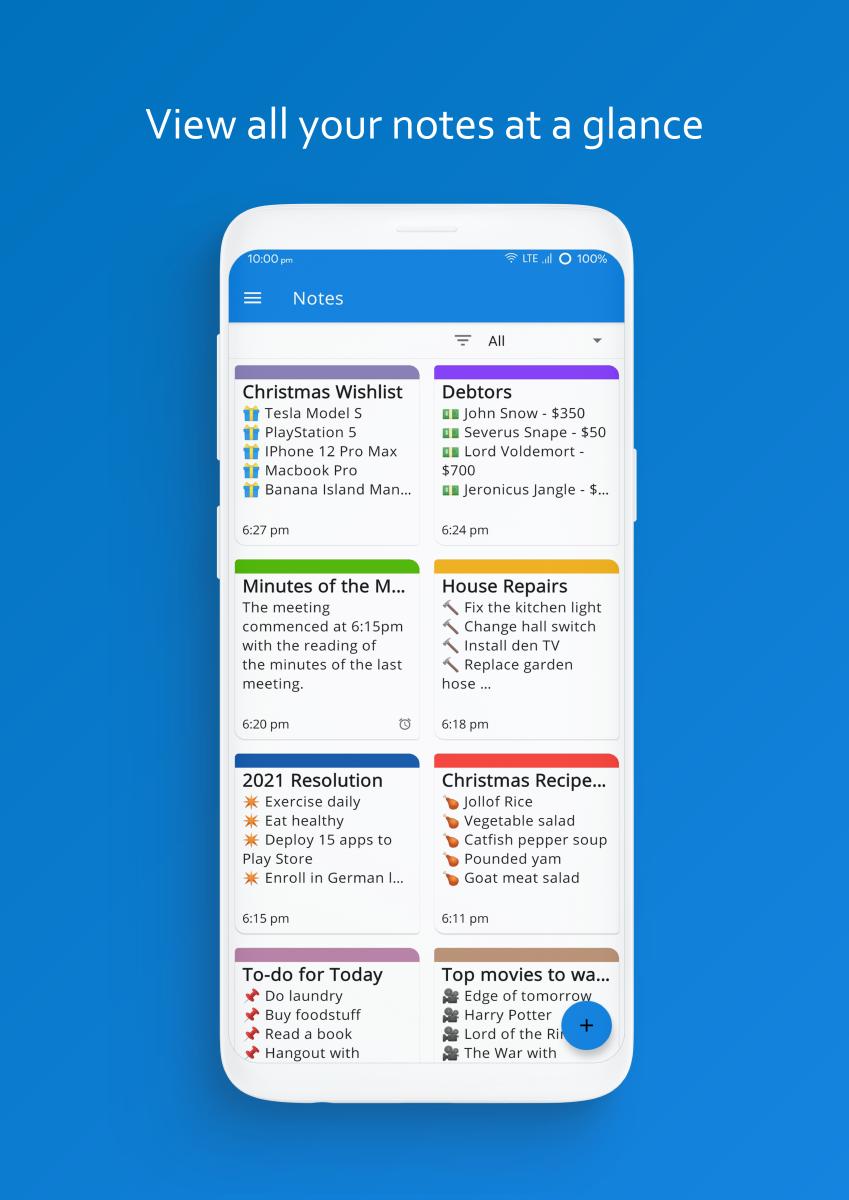 View all your notes at a glance
10:00 pm LTE 100%
Notes
All
Christmas Wishlist
Tesla Model S
PlayStation 5
IPhone 12 Pro Max
Macbook Pro
Banana Island Man...
6:27 pm
Debtors
John Snow - $350
Severus Snape - $50
Lord Voldemort -
$700
Jeronicus Jangle - $...
6:24 pm
Minutes of the M...
The meeting
commenced at 6:15pm
with the reading of
the minutes of the last
meeting.
6:20 pm
House Repairs
Fix the kitchen light
Change hall switch
Install den TV
Replace garden
hose ...
6:18 pm
2021 Resolution
Exercise daily
Eat healthy
Deploy 15 apps to
Play Store
Enroll in German l...
6:15 pm
Christmas Recipe...
Jollof Rice
Vegetable salad
Catfish pepper soup
Pounded yam
Goat meat salad
6:11 pm
To-do for Today
Do laundry
Buy foodstuff
Read a book
Hangout with
Top movies to wa...
Edge of tomorrow
Harry Potter
Lord of the
The War with